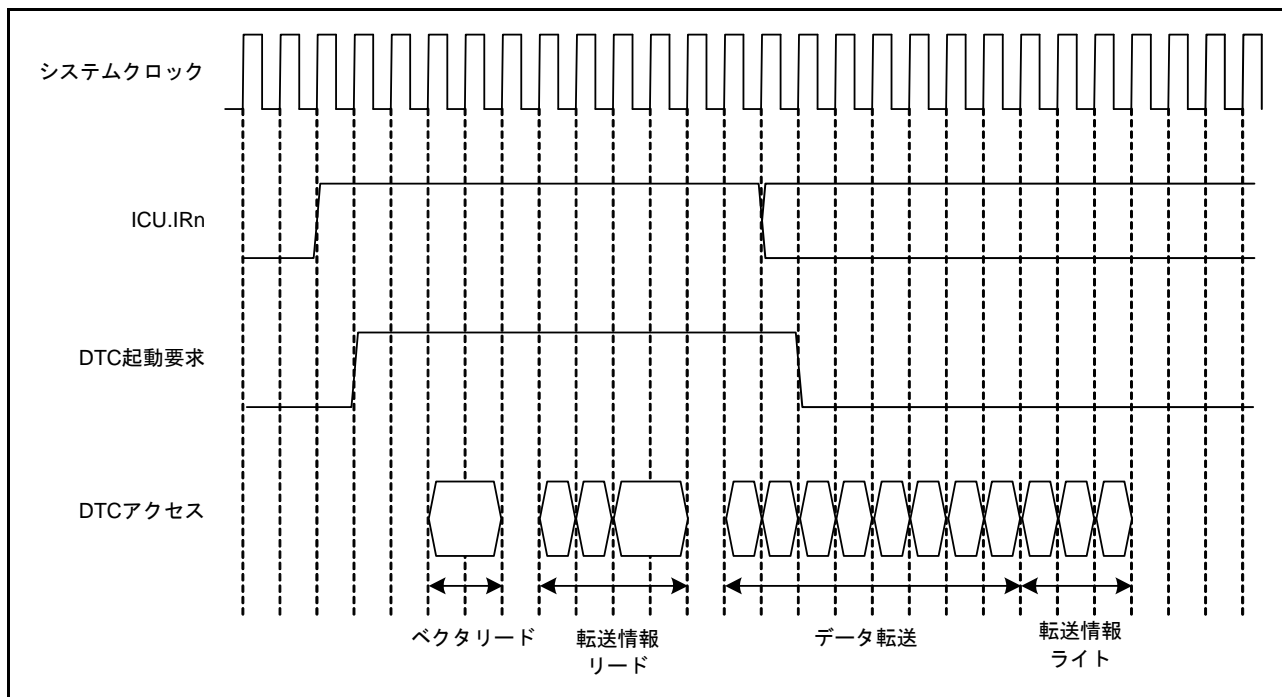 システムクロック
ICU.IRn
DTC起動要求
DTCアクセス
ベクタリード
転送情報
リード
データ転送
転送情報
ライト